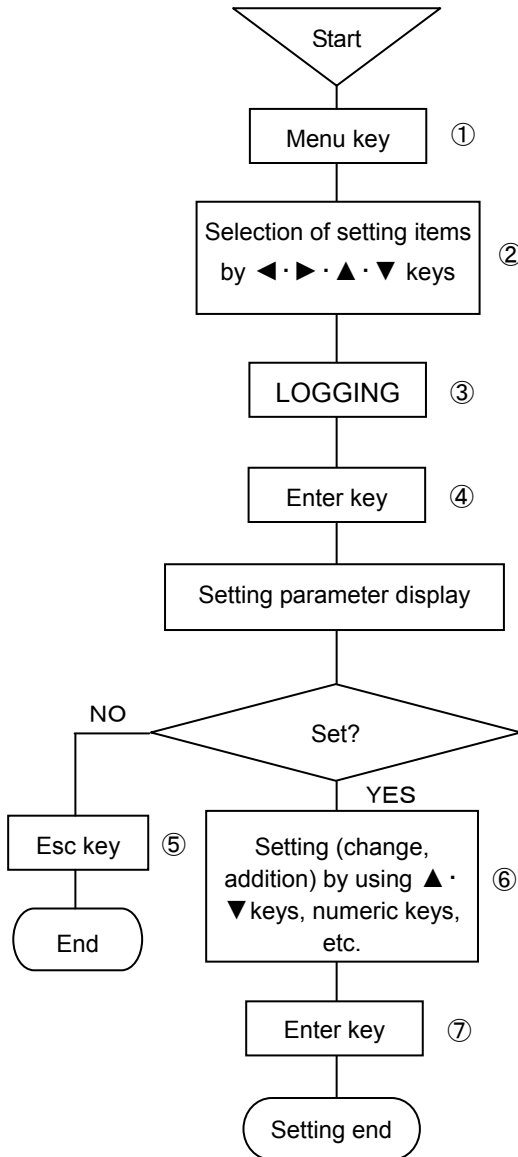 Start
Menu key ①
Selection of setting items
by ◄・►・▲・▼ keys ②
LOGGING ③
Enter key ④
Setting parameter display
Set?
NO
YES
Esc key ⑤
End
Setting (change,
addition) by using ▲・
▼keys, numeric keys,
etc. ⑥
Enter key ⑦
Setting end